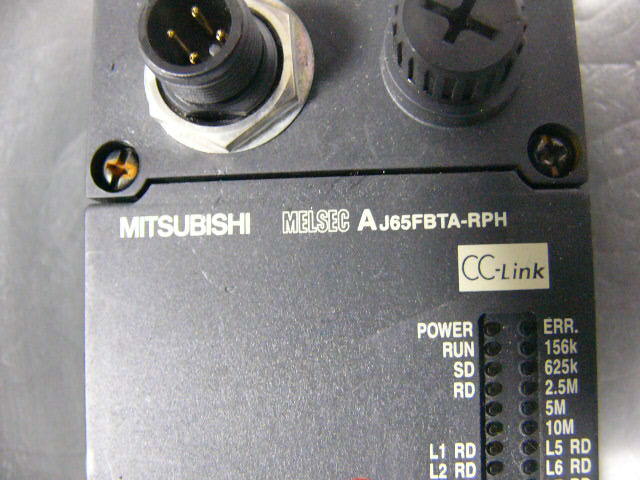 MITSUBISHI MELSEC AJ65FBTA-RPH
CC-Link
POWER ERR.
RUN 156k
SD 625k
RD 2.5M
5M
10M
L1 RD L5 RD
L2 RD L6 RD